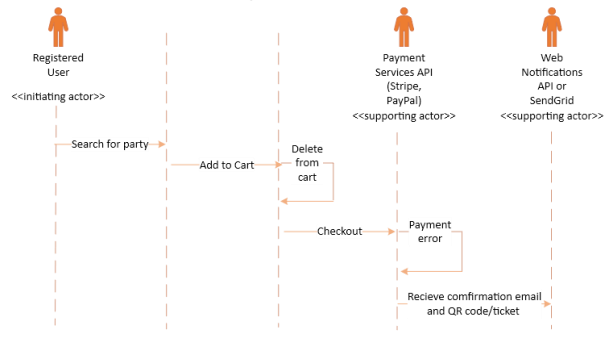 Registered
User
<<initiating actor>>
Payment
Services API
(Stripe,
PayPal)
<<supporting actor>>
Web
Notifications
API or
SendGrid
<<supporting actor>>
Search for party
Add to Cart
Delete
from
cart
Checkout
Payment
error
Recieve comfirmation email
and QR code/ticket